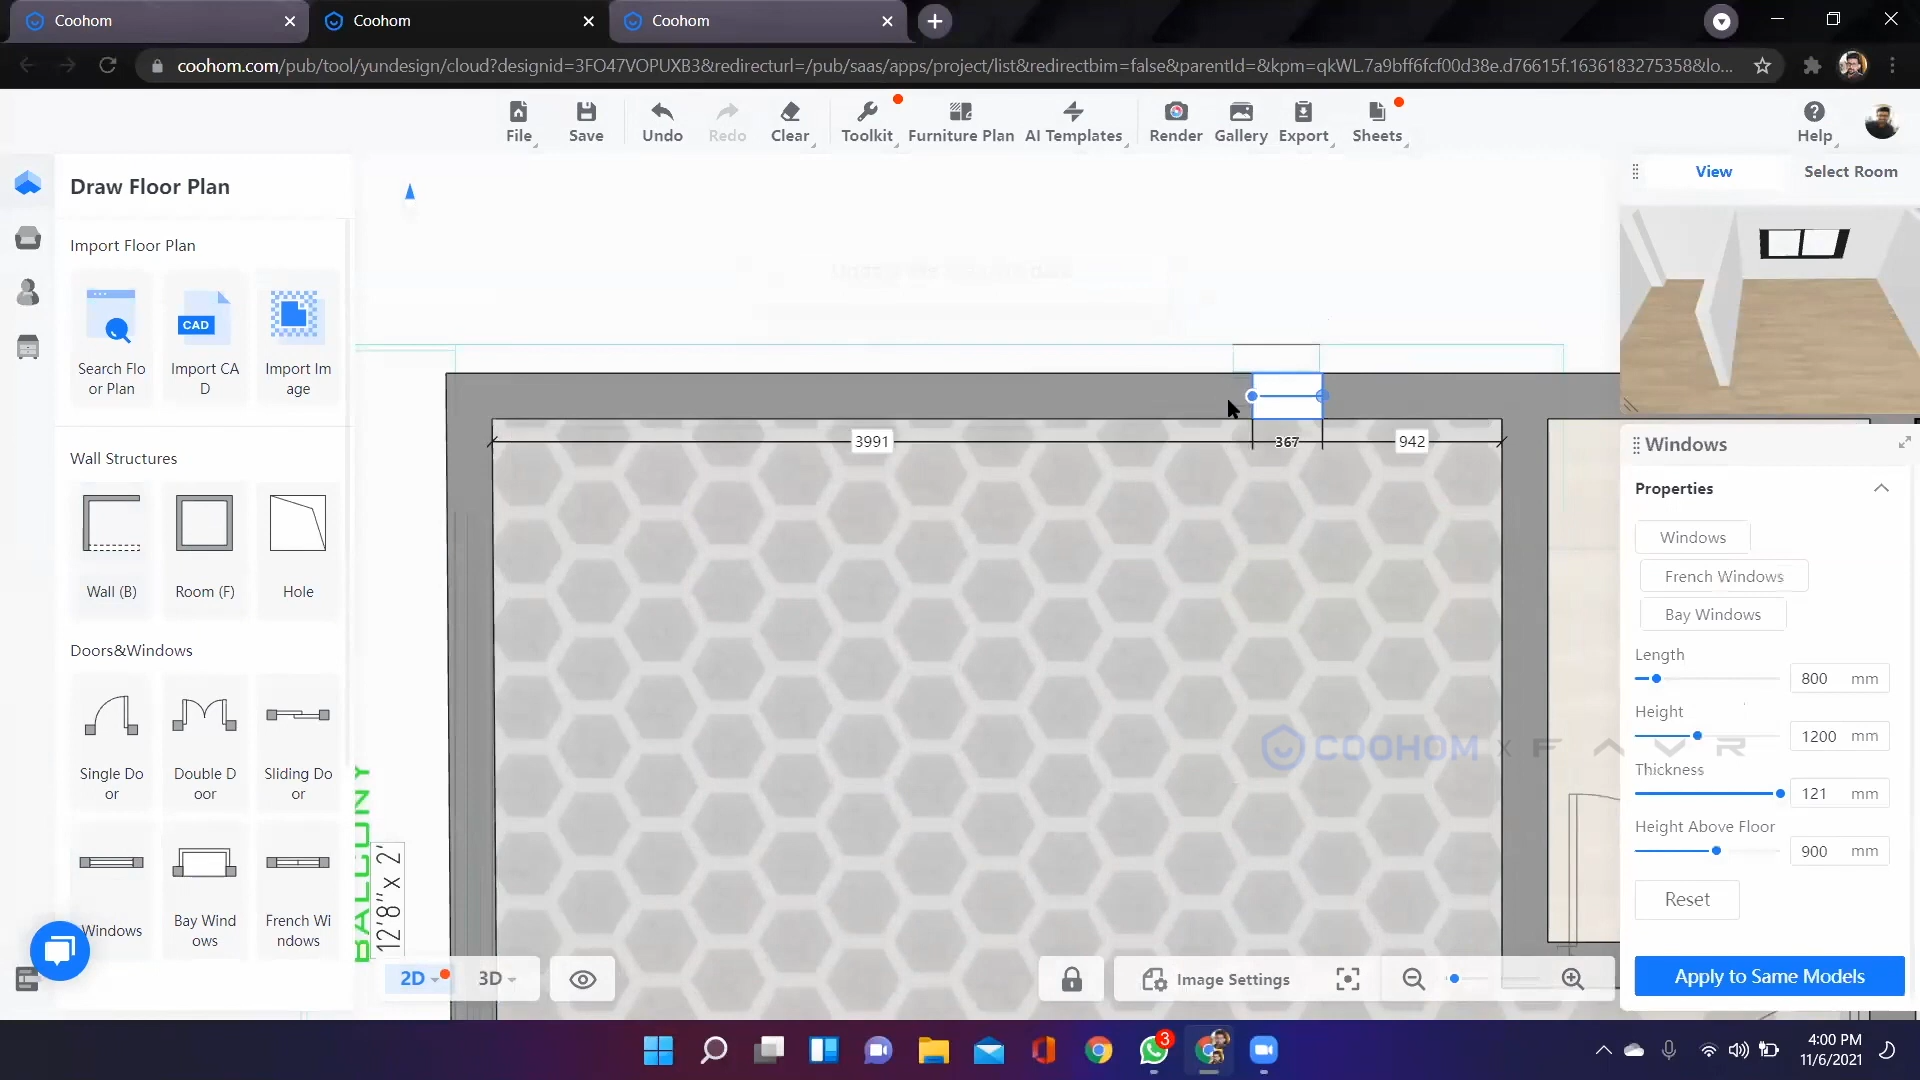 Coohom
Coohom
Coohom
coohom.com/pub/tool/yundesign/cloud?designid=3FO47VOPUXB3&redirecturl=/pub/saas/apps/project/list&redirectbim=false&parentId=&kpm=qkWL.7a9bff6fcf00d38e.d76615f.1636183275358&lo...
File
Save
Undo
Redo
Clear
Toolkit
Furniture Plan
AI Templates
Render
Gallery
Export
Sheets
Help
Draw Floor Plan
Import Floor Plan
CAD
Search Flo
or Plan
Import CA
D
Import Im
age
Wall Structures
Wall (B)
Room (F)
Hole
Doors&Windows
Single Do
or
Double D
oor
Sliding Do
or
Windows
Bay Wind
ows
French Wi
ndows
BALCONY
12'8"X 2'
3991
367
942
COOHOM x F A V R
2D
3D
Image Settings
View
Select Room
Windows
Properties
Windows
French Windows
Bay Windows
Length
800 mm
Height
1200 mm
Thickness
121 mm
Height Above Floor
900 mm
Reset
Apply to Same Models
3
4:00 PM
11/6/2021